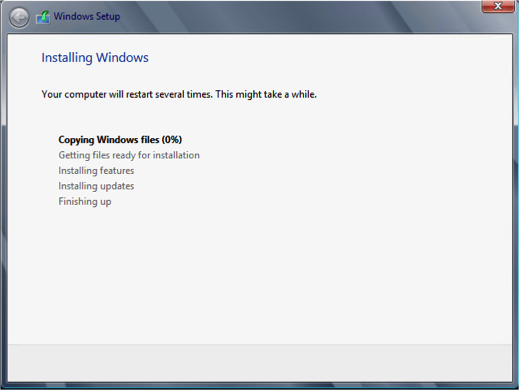 Windows Setup
Installing Windows
Your computer will restart several times. This might take a while.
Copying Windows files (0%)
Getting files ready for installation
Installing features
Installing updates
Finishing up